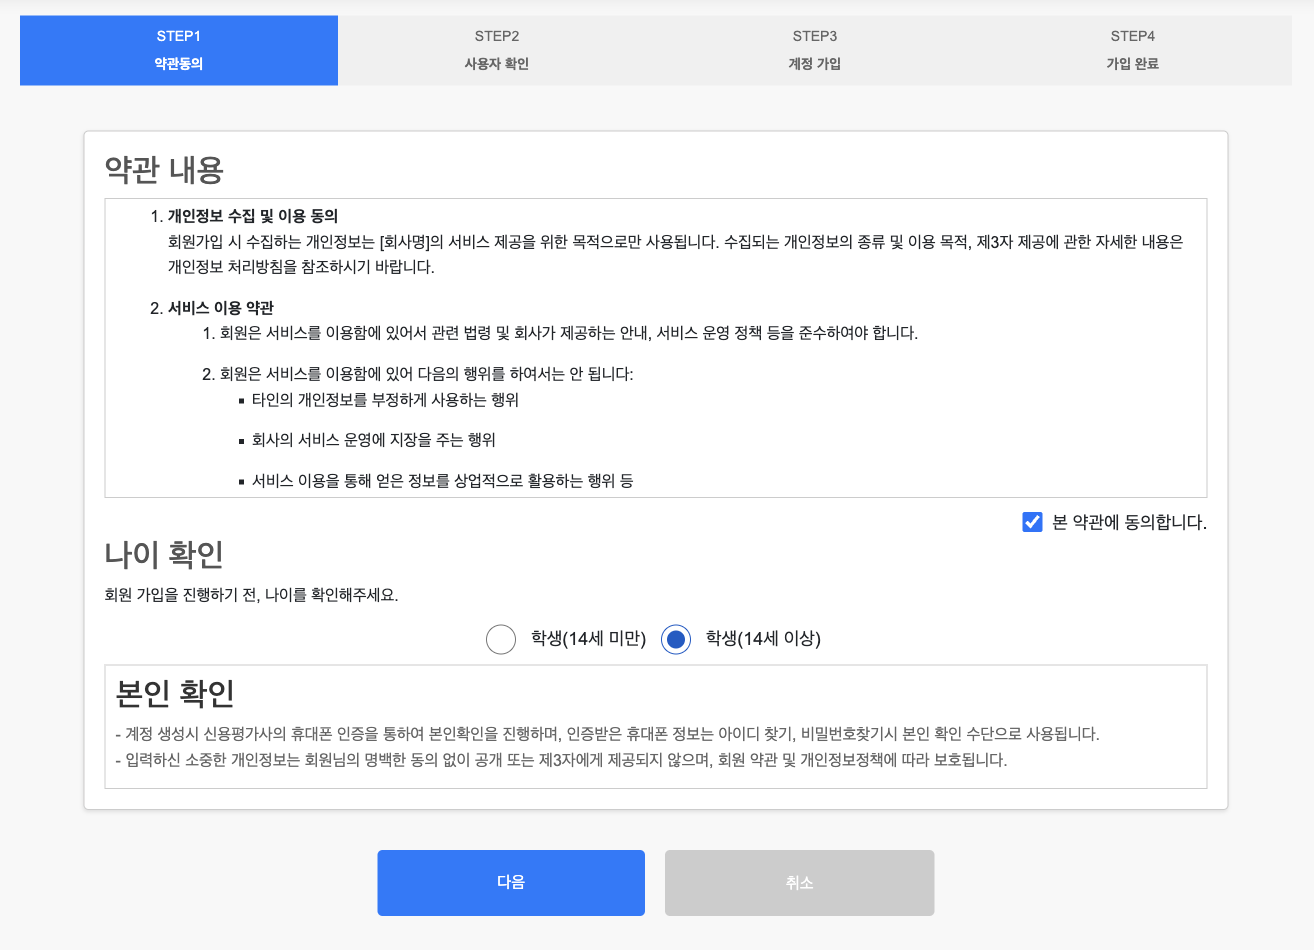 STEP1
약관동의
STEP2
사용자 확인
STEP3
계정 가입
STEP4
가입 완료
약관 내용
1. 개인정보 수집 및 이용 동의
회원가입 시 수집하는 개인정보는 [회사명]의 서비스 제공을 위한 목적으로만 사용됩니다. 수집되는 개인정보의 종류 및 이용 목적, 제3자 제공에 관한 자세한 내용은
개인정보 처리방침을 참조하시기 바랍니다.
2. 서비스 이용 약관
1. 회원은 서비스를 이용함에 있어서 관련 법령 및 회사가 제공하는 안내, 서비스 운영 정책 등을 준수하여야 합니다.
2. 회원은 서비스를 이용함에 있어 다음의 행위를 하여서는 안 됩니다:
▪ 타인의 개인정보를 부정하게 사용하는 행위
▪ 회사의 서비스 운영에 지장을 주는 행위
▪ 서비스 이용을 통해 얻은 정보를 상업적으로 활용하는 행위 등
본 약관에 동의합니다.
나이 확인
회원 가입을 진행하기 전, 나이를 확인해주세요.
학생(14세 미만)
학생(14세 이상)
본인 확인
- 계정 생성시 신용평가사의 휴대폰 인증을 통하여 본인확인을 진행하며, 인증받은 휴대폰 정보는 아이디 찾기, 비밀번호찾기시 본인 확인 수단으로 사용됩니다.
- 입력하신 소중한 개인정보는 회원님의 명백한 동의 없이 공개 또는 제3자에게 제공되지 않으며, 회원 약관 및 개인정보정책에 따라 보호됩니다.
다음
취소